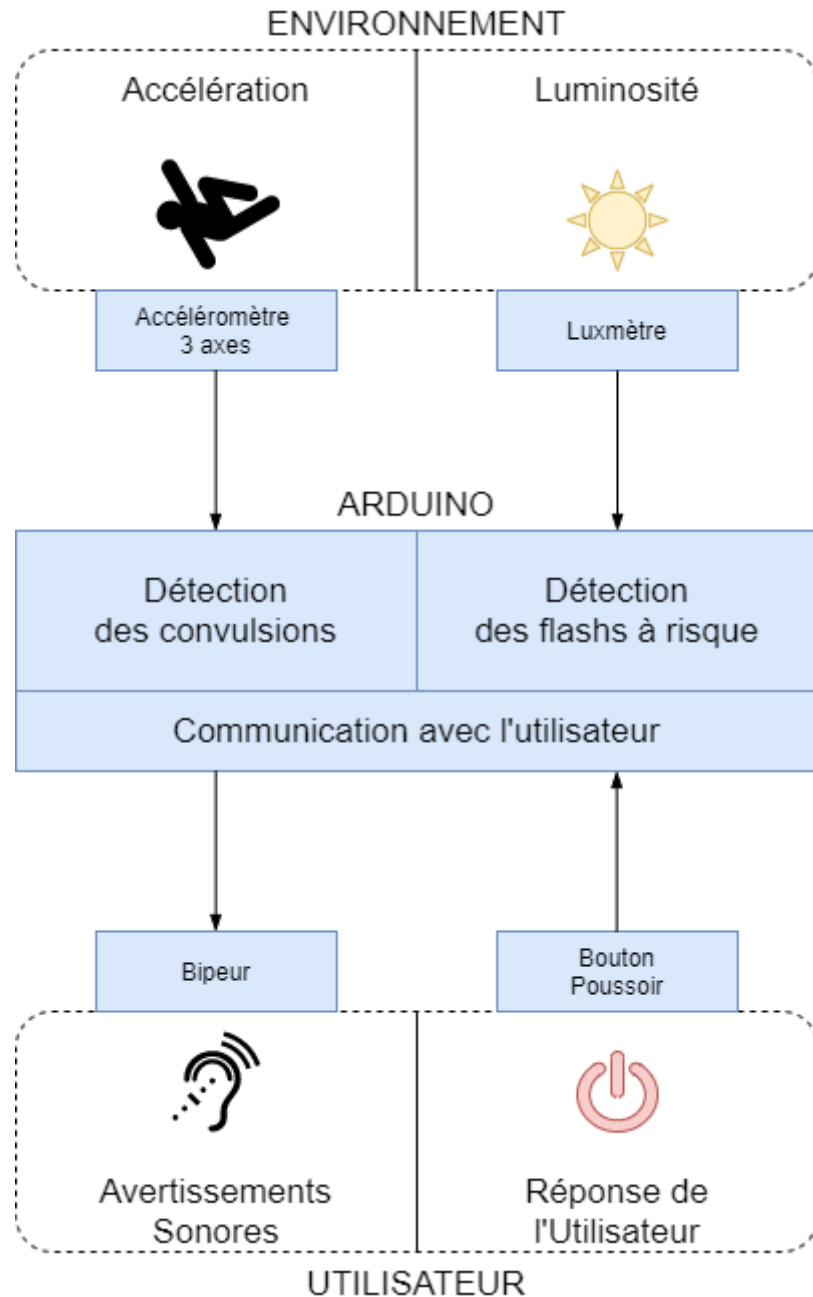 ENVIRONNEMENT
Accélération
Luminosité
Accéléromètre
3 axes
Luxmètre
ARDUINO
Détection
des convulsions
Détection
des flashs à risque
Communication avec l'utilisateur
Bipeur
Bouton
Poussoir
Avertissements
Sonores
Réponse de
l'Utilisateur
UTILISATEUR